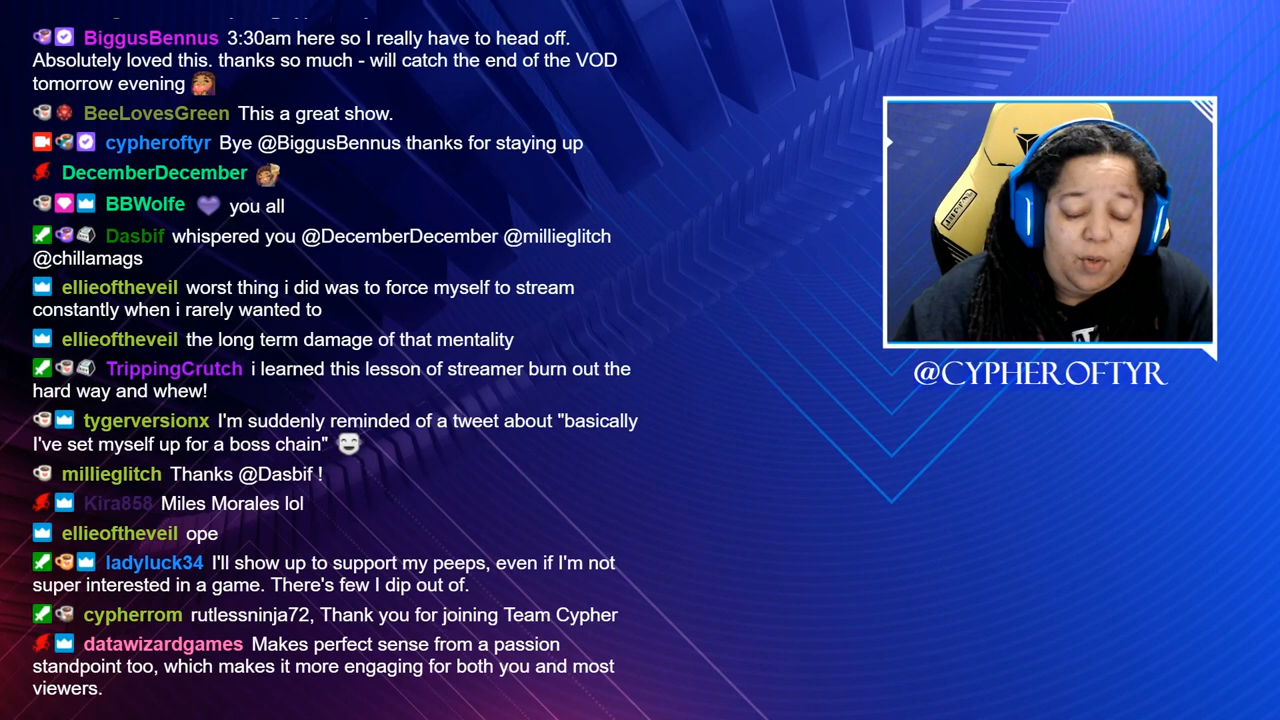 BiggusBennus 3:30am here so I really have to head off.
Absolutely loved this. thanks so much - will catch the end of the VOD
tomorrow evening
BeeLovesGreen This a great show.
cypheroftyr Bye @BiggusBennus thanks for staying up
DecemberDecember
BBWolfe you all
Dasbif whispered you @DecemberDecember @millieglitch
@chillamags
ellieoftheveil worst thing i did was to force myself to stream
constantly when i rarely wanted to
ellieoftheveil the long term damage of that mentality
TrippingCrutch i learned this lesson of streamer burn out the
hard way and whew!
tygerversionx I'm suddenly reminded of a tweet about "basically
I've set myself up for a boss chain"
millieglitch Thanks @Dasbif !
Kira858 Miles Morales lol
ellieoftheveil ope
ladyluck34 I'll show up to support my peeps, even if I'm not
super interested in a game. There's few I dip out of.
cypherrom rutlessninja72, Thank you for joining Team Cypher
datawizardgames Makes perfect sense from a passion
standpoint too, which makes it more engaging for both you and most
viewers.
@CYPHEROFTYR